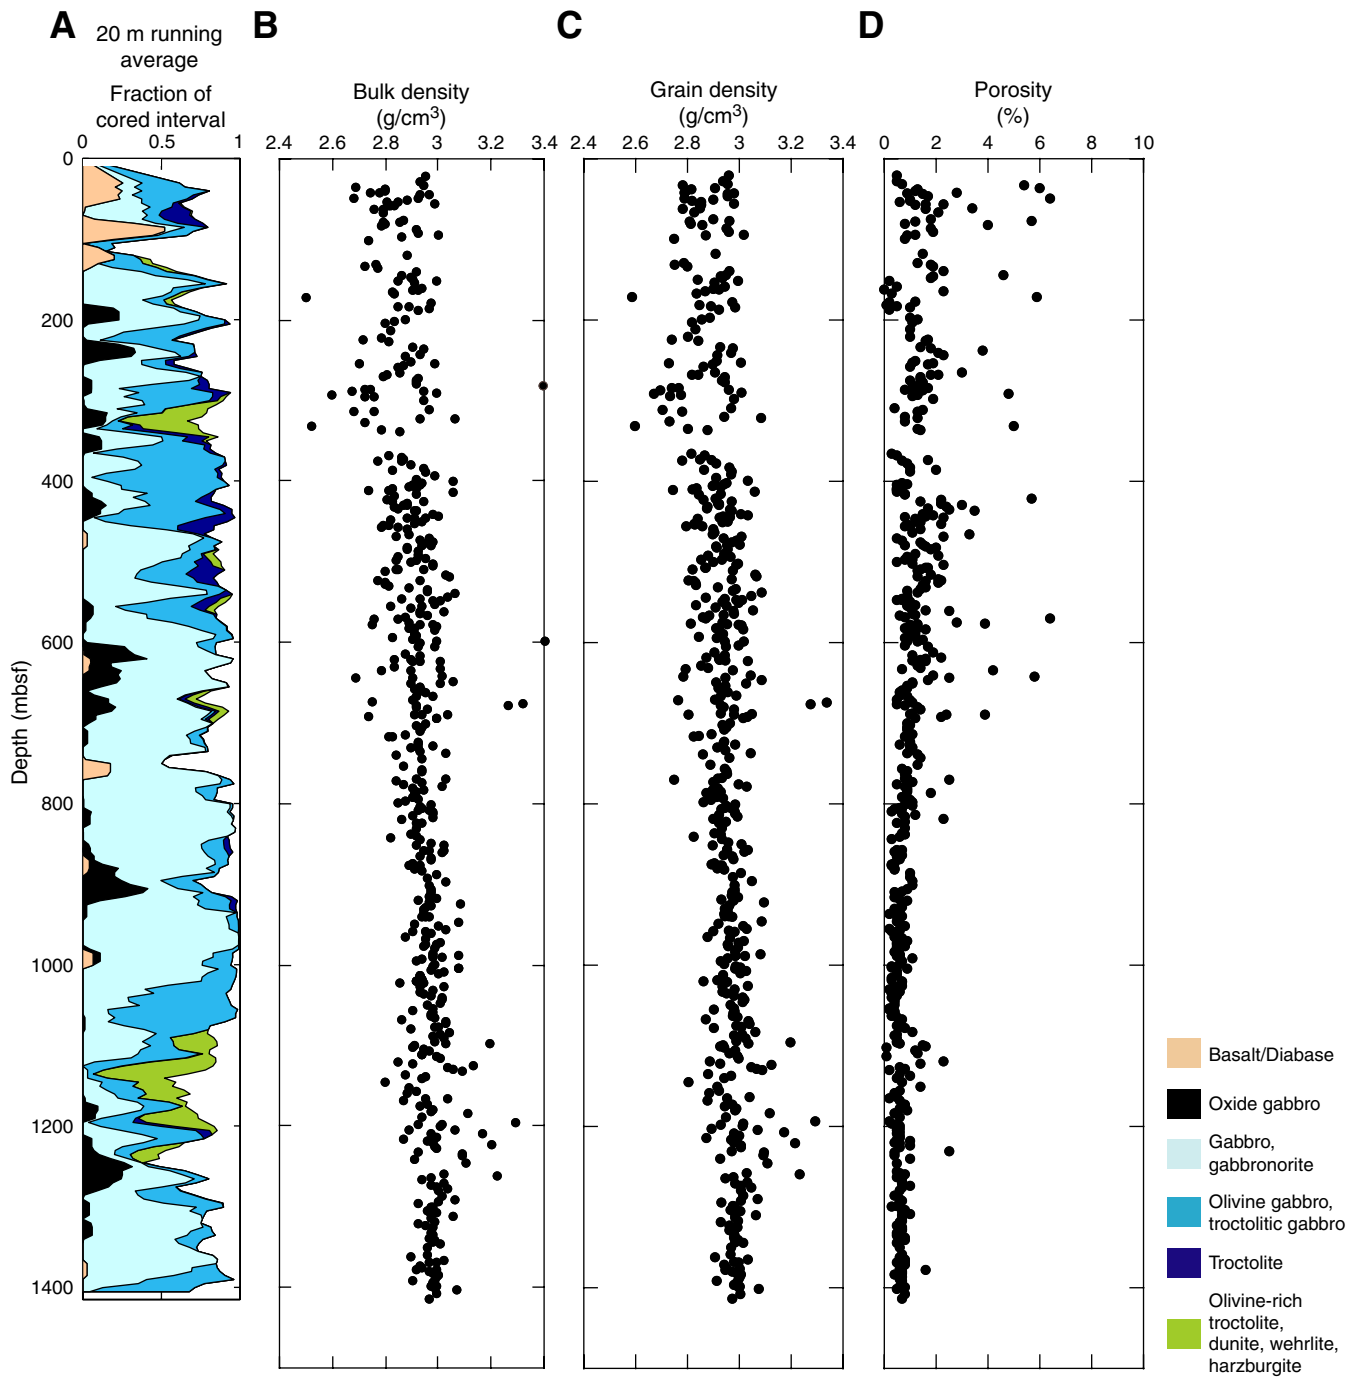 A
20 m running
average
Fraction of
cored interval
0 0.5 1
B
Bulk density
(g/cm3)
2.4 2.6 2.8 3 3.2 3.4
C
Grain density
(g/cm3)
2.4 2.6 2.8 3 3.2 3.4
D
Porosity
(%)
0 2 4 6 8 10
Depth (mbsf)
0
200
400
600
800
1000
1200
1400
Basalt/Diabase
Oxide gabbro
Gabbro,
gabbronorite
Olivine gabbro,
troctolitic gabbro
Troctolite
Olivine-rich
troctolite,
dunite, wehrlite,
harzburgite